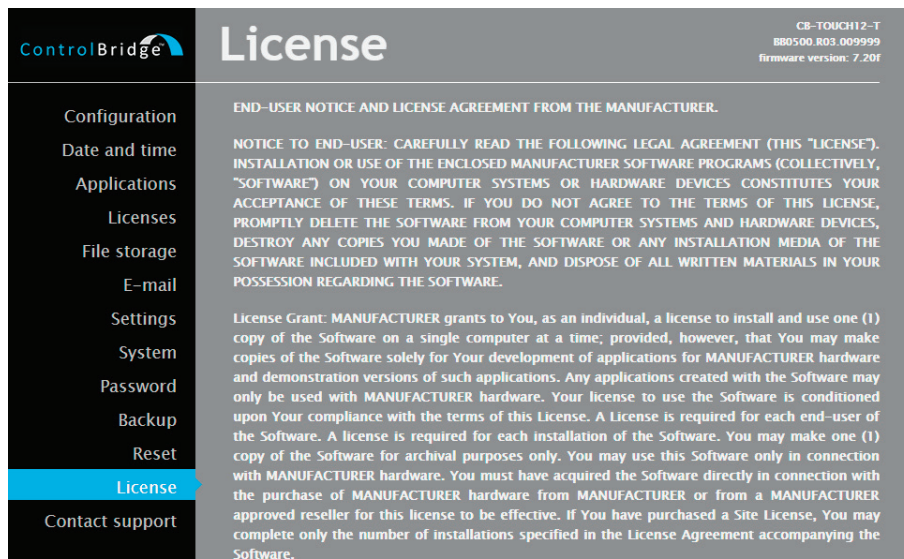 ControlBridge™
License
CB-TOUCH12-T
BB0500.R03.009999
firmware version: 7.20f
Configuration
Date and time
Applications
Licenses
File storage
E-mail
Settings
System
Password
Backup
Reset
License
Contact support
END-USER NOTICE AND LICENSE AGREEMENT FROM THE MANUFACTURER.
NOTICE TO END-USER: CAREFULLY READ THE FOLLOWING LEGAL AGREEMENT (THIS "LICENSE").
INSTALLATION OR USE OF THE ENCLOSED MANUFACTURER SOFTWARE PROGRAMS (COLLECTIVELY,
"SOFTWARE") ON YOUR COMPUTER SYSTEMS OR HARDWARE DEVICES CONSTITUTES YOUR
ACCEPTANCE OF THESE TERMS. IF YOU DO NOT AGREE TO THE TERMS OF THIS LICENSE,
PROMPTLY DELETE THE SOFTWARE FROM YOUR COMPUTER SYSTEMS AND HARDWARE DEVICES,
DESTROY ANY COPIES YOU MADE OF THE SOFTWARE OR ANY INSTALLATION MEDIA OF THE
SOFTWARE INCLUDED WITH YOUR SYSTEM, AND DISPOSE OF ALL WRITTEN MATERIALS IN YOUR
POSSESSION REGARDING THE SOFTWARE.
License Grant: MANUFACTURER grants to You, as an individual, a license to install and use one (1)
copy of the Software on a single computer at a time; provided, however, that You may make
copies of the Software solely for Your development of applications for MANUFACTURER hardware
and demonstration versions of such applications. Any applications created with the Software may
only be used with MANUFACTURER hardware. Your license to use the Software is conditioned
upon Your compliance with the terms of this License. A License is required for each end-user of
the Software. A license is required for each installation of the Software. You may make one (1)
copy of the Software for archival purposes only. You may use this Software only in connection
with MANUFACTURER hardware. You must have acquired the Software directly in connection with
the purchase of MANUFACTURER hardware from MANUFACTURER or from a MANUFACTURER
approved reseller for this license to be effective. If You have purchased a Site License, You may
complete only the number of installations specified in the License Agreement accompanying the
Software.